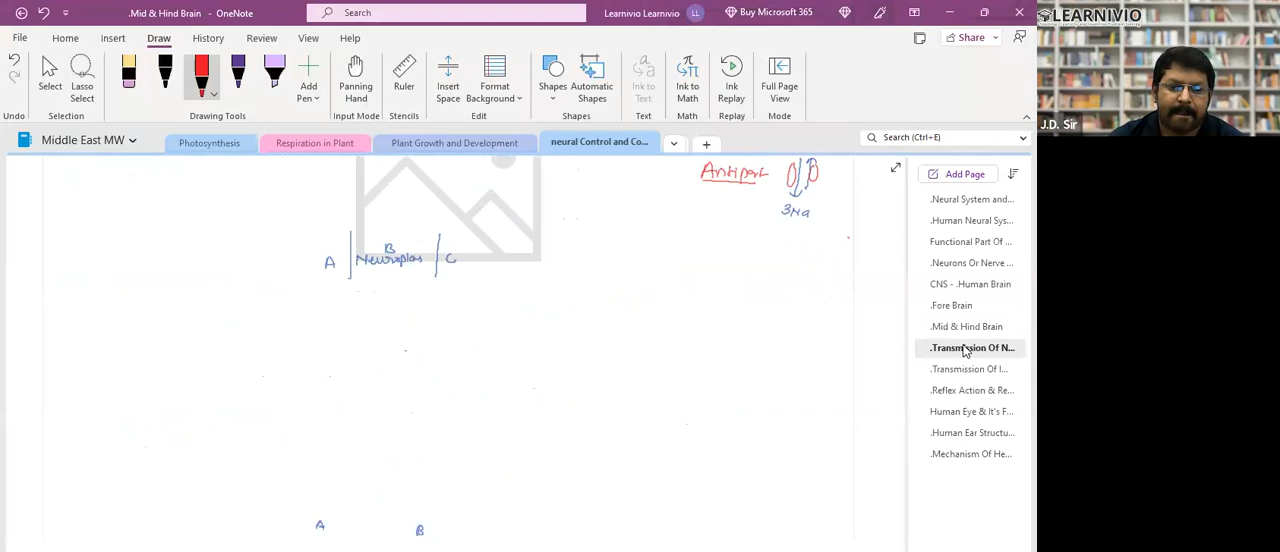 .Mid & Hind Brain - OneNote
Search
Learnivio Learnivio
LL
Buy Microsoft 365
LEARNIVIO
File
Home
Insert
Draw
History
Review
View
Help
Share
Undo
Select
Lasso
Select
Add
Pen
Panning
Hand
Ruler
Insert
Space
Format
Background
Shapes
Automatic
Shapes
Ink to
Text
Ink to
Math
Ink
Replay
Full Page
View
Drawing Tools
Input Mode
Stencils
Edit
Convert
Replay
Mode
J.D. Sir
Middle East MW
Photosynthesis
Respiration in Plant
Plant Growth and Development
neural Control and Co...
Search (Ctrl+E)
Antiport
3Na
A
B
Neuroplas
C
A
B
Add Page
.Neural System and...
.Human Neural Sys...
Functional Part Of ...
.Neurons Or Nerve ...
CNS - .Human Brain
.Fore Brain
.Mid & Hind Brain
.Transmission Of N...
.Transmission Of I...
.Reflex Action & Re...
Human Eye & It's F...
.Human Ear Structu...
.Mechanism Of He...